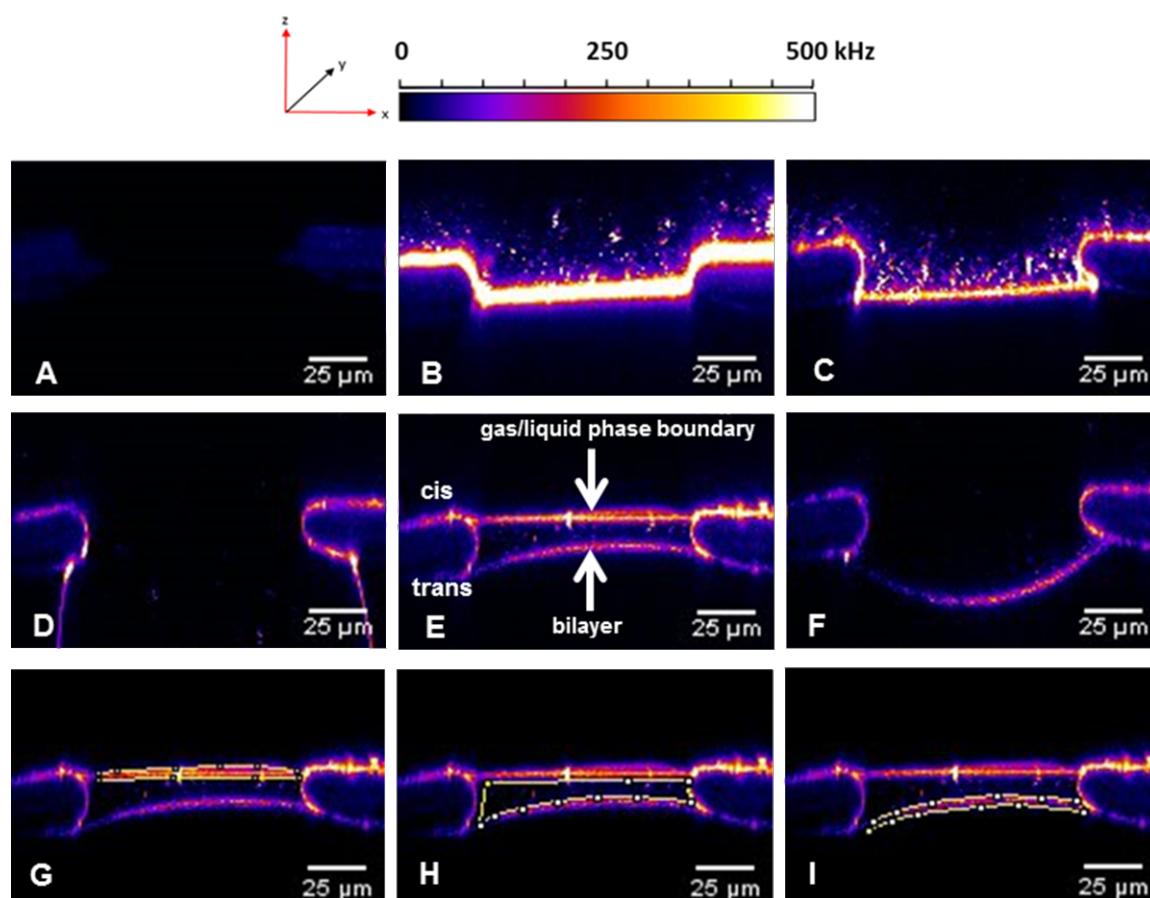 z
y
x
0 250 500 kHz
A
25 µm
B
25 µm
C
25 µm
D
25 µm
gas/liquid phase boundary
cis
trans
bilayer
E
25 µm
F
25 µm
G
25 µm
H
25 µm
I
25 µm